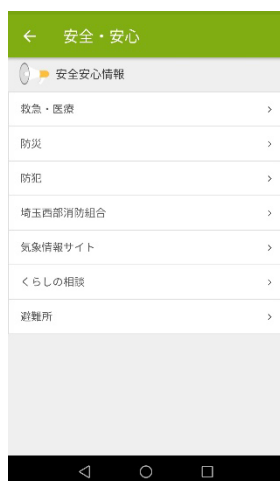 安全・安心
安全安心情報
救急・医療
防災
防犯
埼玉西部消防組合
気象情報サイト
くらしの相談
避難所